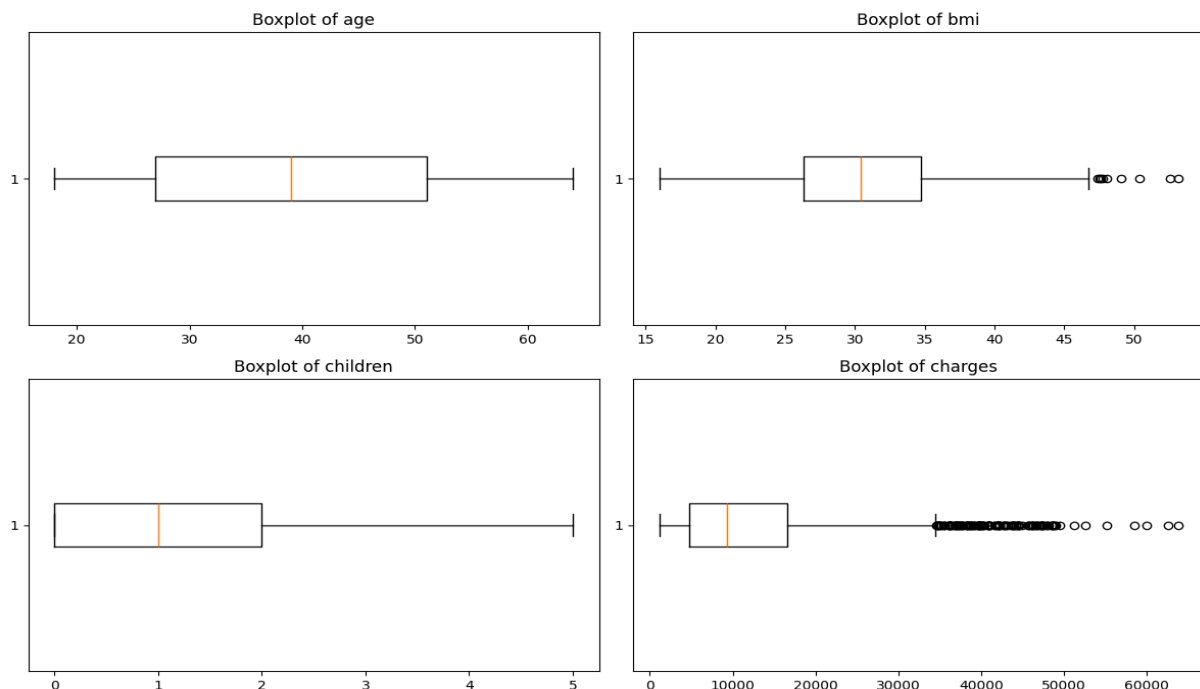 Boxplot of age
1
20 30 40 50 60
Boxplot of bmi
1
15 20 25 30 35 40 45 50
Boxplot of children
1
0 1 2 3 4 5
Boxplot of charges
1
0 10000 20000 30000 40000 50000 60000